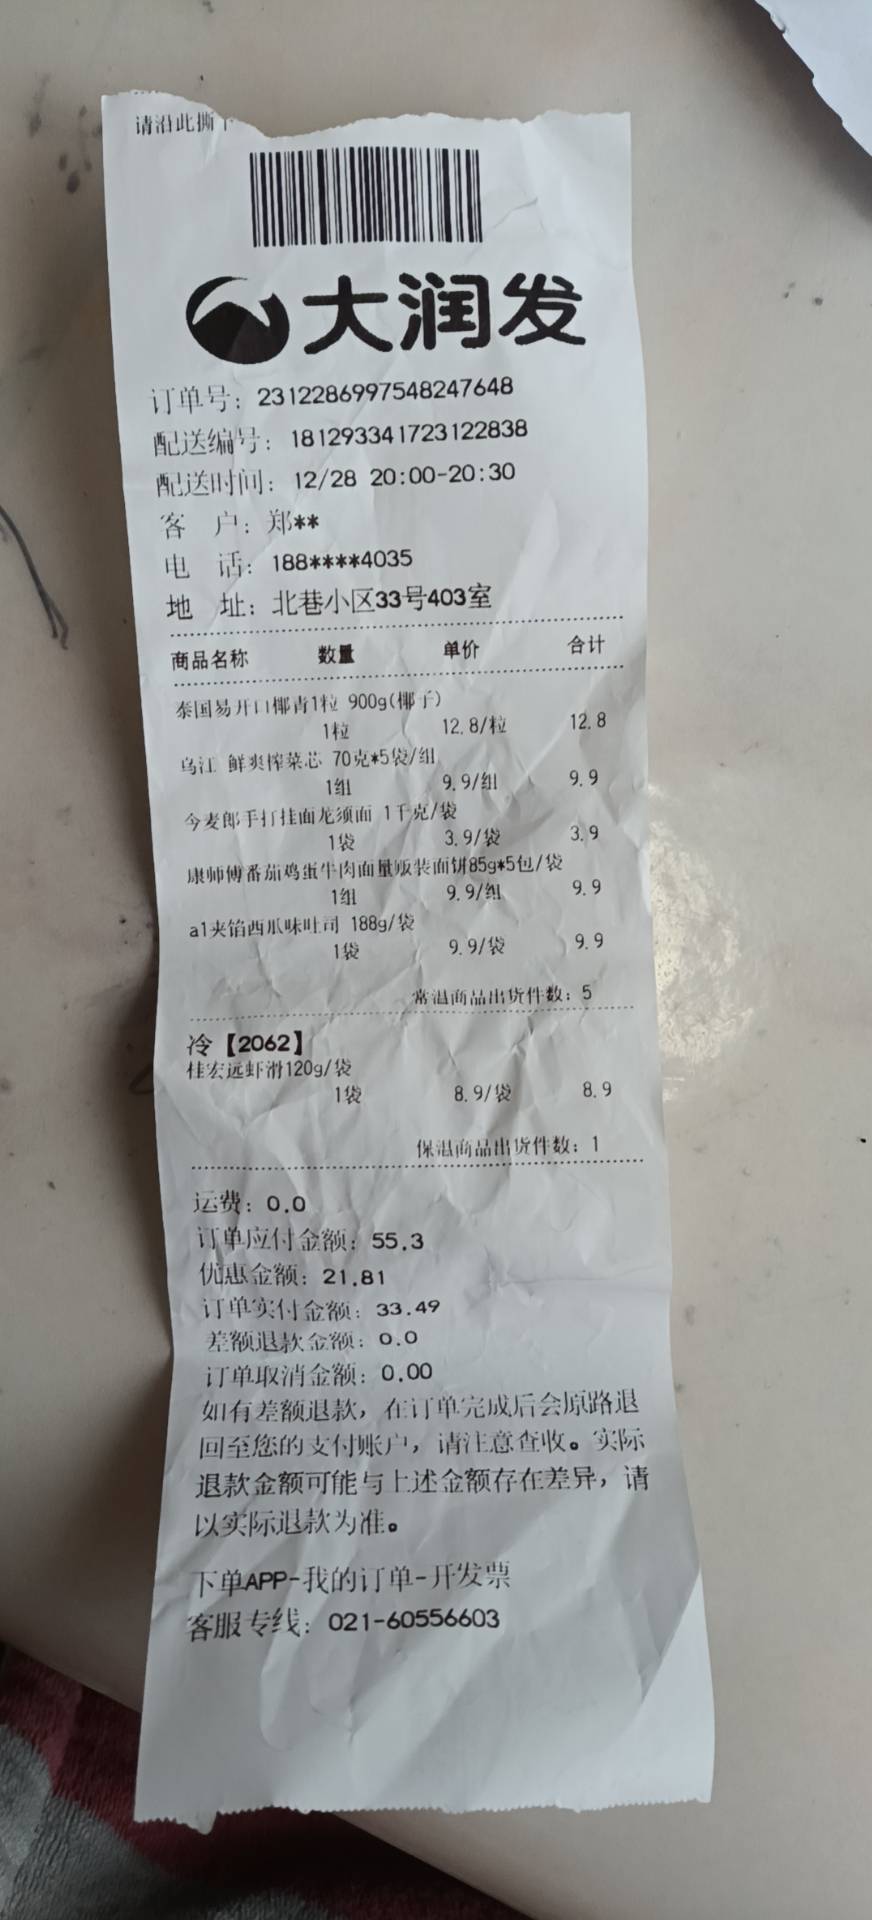 请沿此撕下
大润发
订单号：2312286997548247648
配送编号：181293341723122838
配送时间：12/28 20:00-20:30
客 户：郑**
电 话：188****4035
地 址：北巷小区33号403室
商品名称 数量 单价 合计
泰国易开口椰青1粒 900g(椰子)
1粒 12.8/粒 12.8
乌江 鲜爽榨菜芯 70克*5袋/组
1组 9.9/组 9.9
今麦郎手打挂面龙须面 1千克/袋
1袋 3.9/袋 3.9
康师傅番茄鸡蛋牛肉面量贩装面饼85g*5包/袋
1组 9.9/组 9.9
a1夹馅西瓜味吐司 188g/袋
1袋 9.9/袋 9.9
常温商品出货件数：5
冷【2062】
桂宏远虾滑120g/袋
1袋 8.9/袋 8.9
保温商品出货件数：1
运费：0.0
订单应付金额：55.3
优惠金额：21.81
订单实付金额：33.49
差额退款金额：0.0
订单取消金额：0.00
如有差额退款，在订单完成后会原路退
回至您的支付账户，请注意查收。实际
退款金额可能与上述金额存在差异，请
以实际退款为准。
下单APP-我的订单-开发票
客服专线：021-60556603